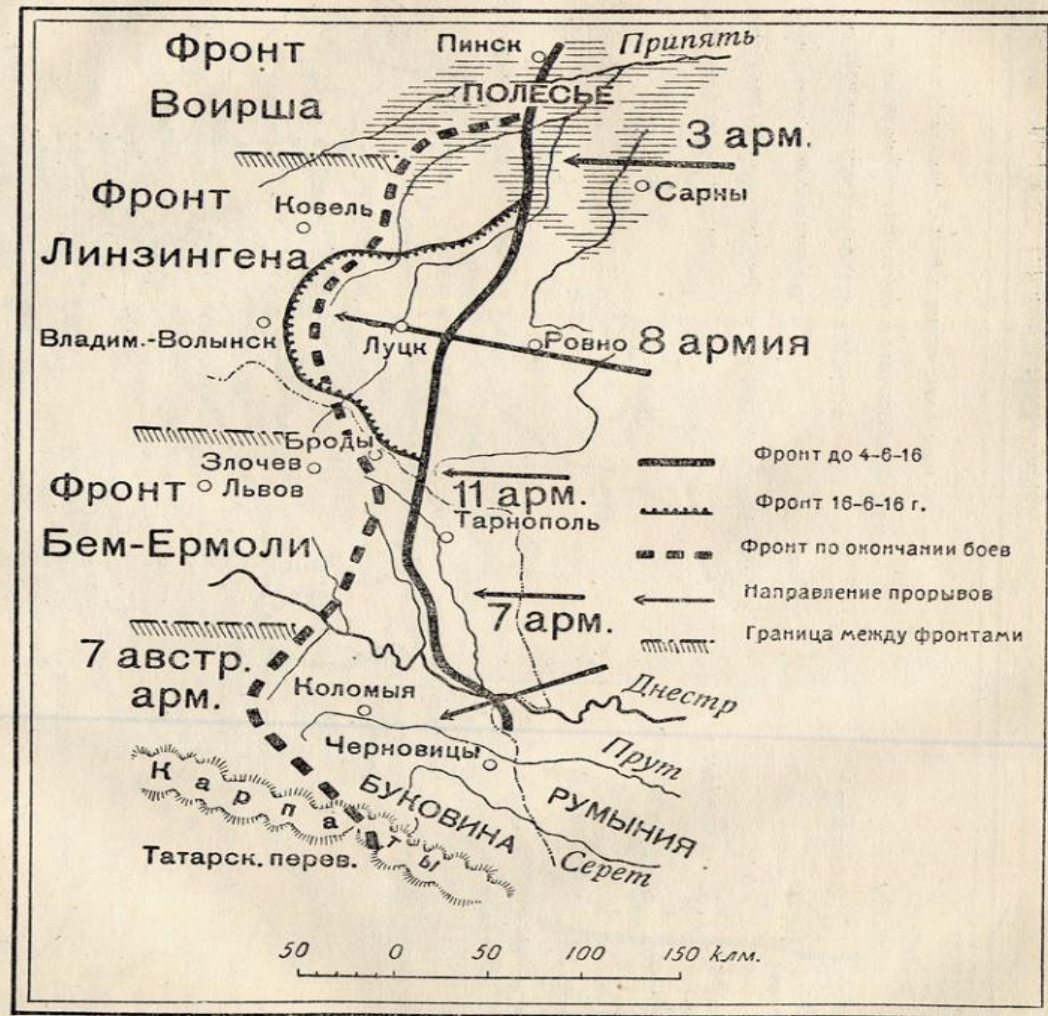 Фронт
Воирша
Пинск
Припять
ПОЛЕСЬЕ
3 арм.
Сарны
Фронт
Линзингена
Ковель
Владим.-Волынск
Луцк
Ровно
8 армия
Броды
Злочев
Львов
Фронт
Бем-Ермоли
11 арм.
Тарнополь
7 арм.
7 австр.
арм.
Коломыя
Черновицы
Днестр
Прут
БУКОВИНА
РУМЫНИЯ
Серет
Карпаты
Татарск. перев.
Фронт до 4-6-16
Фронт 16-6-16 г.
Фронт по окончании боев
Направление прорывов
Граница между фронтами
50 0 50 100 150 клм.